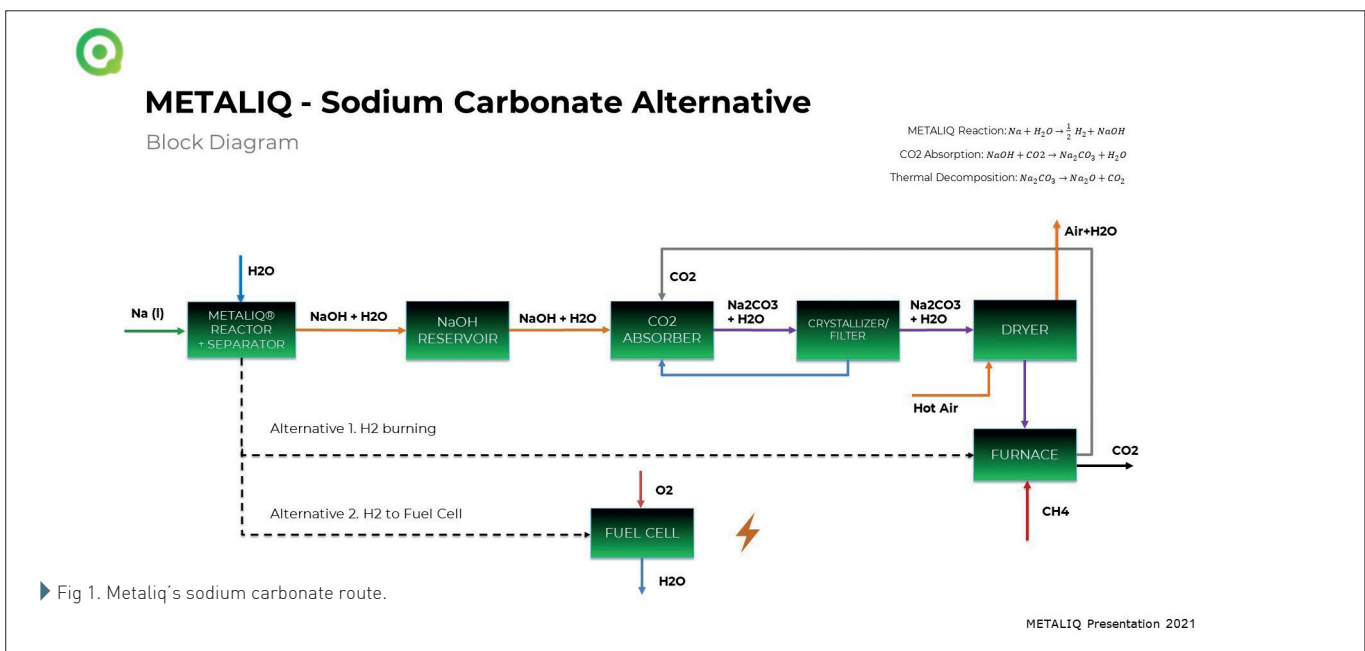 METALIQ - Sodium Carbonate Alternative
Block Diagram
METALIQ Reaction: Na + H₂O → ½ H₂ + NaOH
CO2 Absorption: NaOH + CO2 → Na₂CO₃ + H₂O
Thermal Decomposition: Na₂CO₃ → Na₂O + CO₂
Air+H2O
H2O
CO2
Na (l)
METALIQ®
REACTOR
+ SEPARATOR
NaOH + H2O
NaOH
RESERVOIR
NaOH + H2O
CO2
ABSORBER
Na2CO3
+ H2O
CRYSTALLIZER/
FILTER
Na2CO3
+ H2O
DRYER
Hot Air
Alternative 1. H2 burning
FURNACE
CO2
O2
CH4
Alternative 2. H2 to Fuel Cell
FUEL CELL
H2O
Fig 1. Metaliq´s sodium carbonate route.
METALIQ Presentation 2021